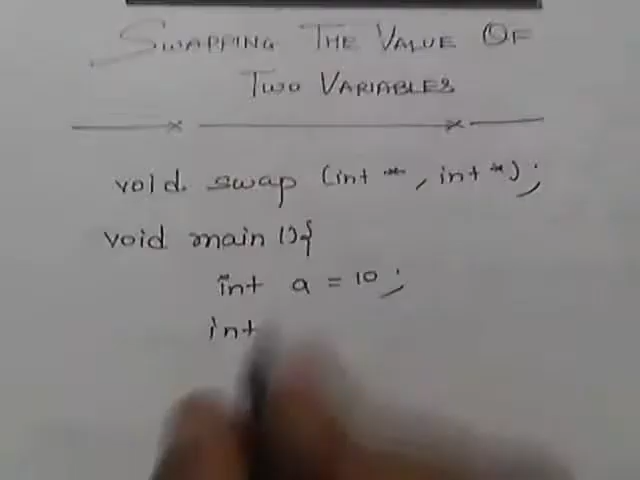 SWAPPING THE VALUE OF
TWO VARIABLES
void swap (int *, int *);
void main (){
int a = 10;
int